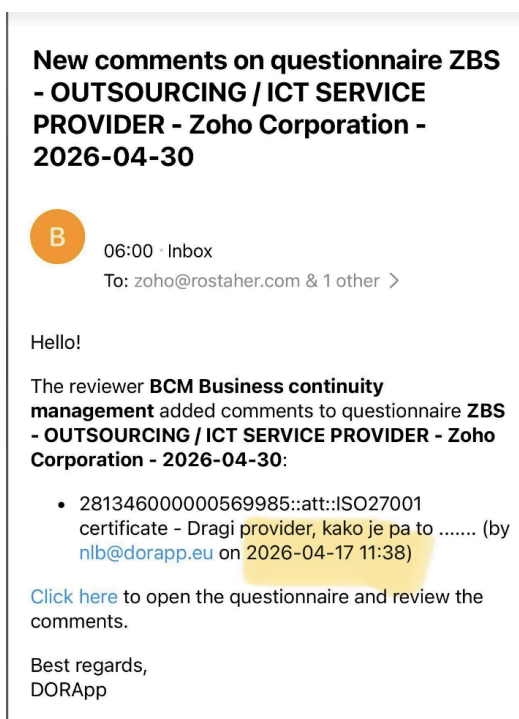 New comments on questionnaire ZBS
- OUTSOURCING / ICT SERVICE
PROVIDER - Zoho Corporation -
2026-04-30
B
06:00 · Inbox
To: zoho@rostaher.com & 1 other >
Hello!
The reviewer BCM Business continuity
management added comments to questionnaire ZBS
- OUTSOURCING / ICT SERVICE PROVIDER - Zoho
Corporation - 2026-04-30:
• 281346000000569985::att::ISO27001
certificate - Dragi provider, kako je pa to ....... (by
nlb@dorapp.eu on 2026-04-17 11:38)
Click here to open the questionnaire and review the
comments.
Best regards,
DORApp